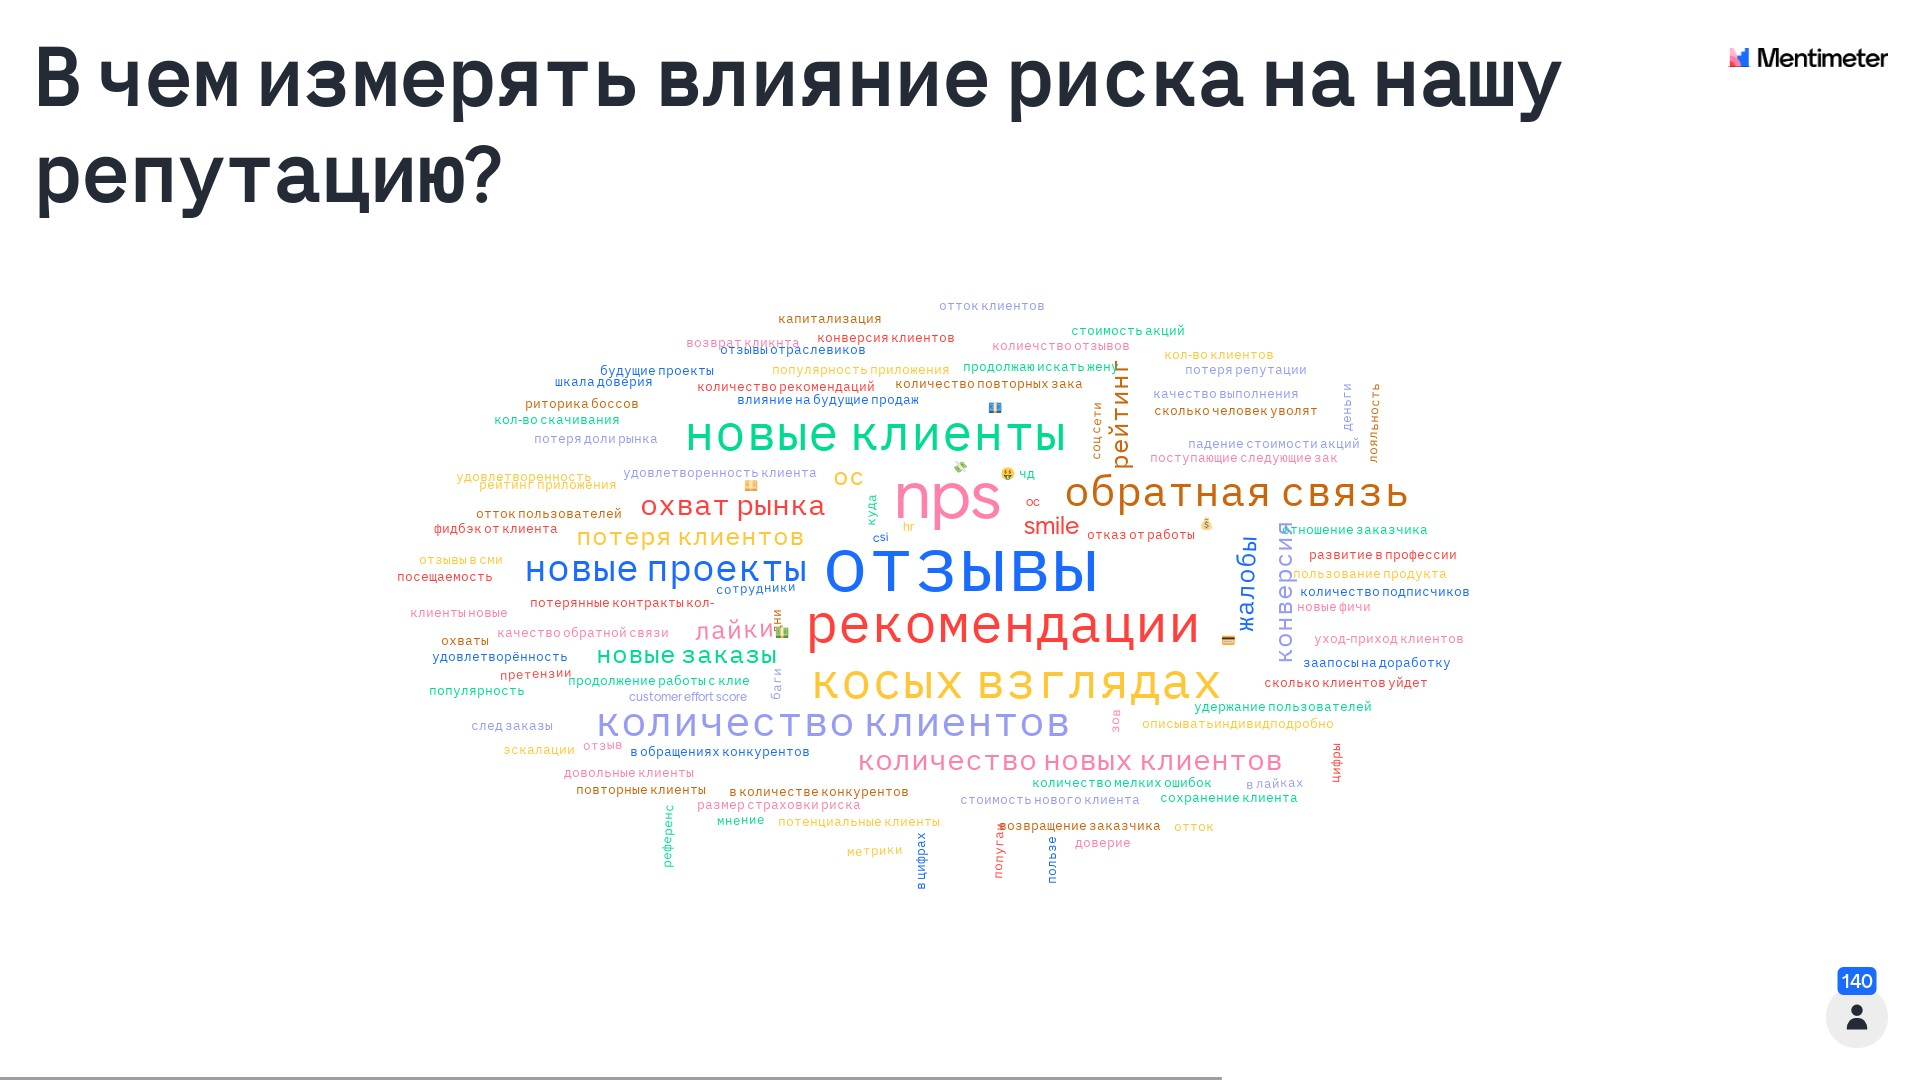 В чем измерять влияние риска на нашу
репутацию?
Mentimeter
отток клиентов
капитализация
стоимость акций
возврат кликнта
конверсия клиентов
отзывы отраслевиков
колиечство отзывов
кол-во клиентов
будущие проекты
популярность приложения
продолжаю искать жену
потеря репутации
шкала доверия
количество рекомендаций
количество повторных зака
рейтинг
качество выполнения
деньги
лояльность
риторика боссов
влияние на будущие продаж
соц сети
сколько человек уволят
кол-во скачивания
потеря доли рынка
новые клиенты
падение стоимости акций
поступающие следующие зак
удовлетворенность
удовлетворенность клиента
ос
чд
рейтинг приложения
охват рынка
куда
nps
ос
обратная связь
отток пользователей
фидбэк от клиента
hr
smile
отказ от работы
отношение заказчика
потеря клиентов
csi
отзывы в сми
новые проекты
отзывы
жалобы
конверсия
развитие в профессии
посещаемость
сотрудники
пользование продукта
количество подписчиков
потерянные контракты кол-
клиенты новые
новые фичи
качество обратной связи
лайки
рекомендации
охваты
уход-приход клиентов
удовлетворённость
новые заказы
заапосы на доработку
претензии
продолжение работы с клие
баги
косых взглядах
сколько клиентов уйдет
популярность
customer effort score
удержание пользователей
след заказы
количество клиентов
зов
описыватьиндивидподробно
эскалации
отзыв
в обращениях конкурентов
количество новых клиентов
цифры
довольные клиенты
количество мелких ошибок
в лайках
повторные клиенты
в количестве конкурентов
стоимость нового клиента
сохранение клиента
размер страховки риска
референс
мнение
потенциальные клиенты
возвращение заказчика
отток
метрики
в цифрах
попугаи
пользе
доверие
140